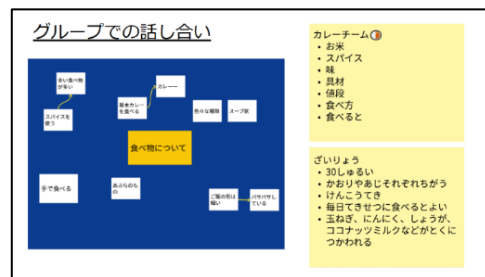 グループでの話し合い
赤い食べ物
が多い
スパイスを
使う
カレーー
基本カレー
を食べる
色々な種類
スープ状
食べ物について
手で食べる
あぶらのも
の
ご飯の形は
細い
パサパサし
ている
カレーチーム🍛
• お米
• スパイス
• 味
• 具材
• 値段
• 食べ方
• 食べると
ざいりょう
• 30しゅるい
• かおりやあじそれぞれちがう
• けんこうてき
• 毎日てきせつに食べるとよい
• 玉ねぎ、にんにく、しょうが、
ココナッツミルクなどがとくに
つかわれる